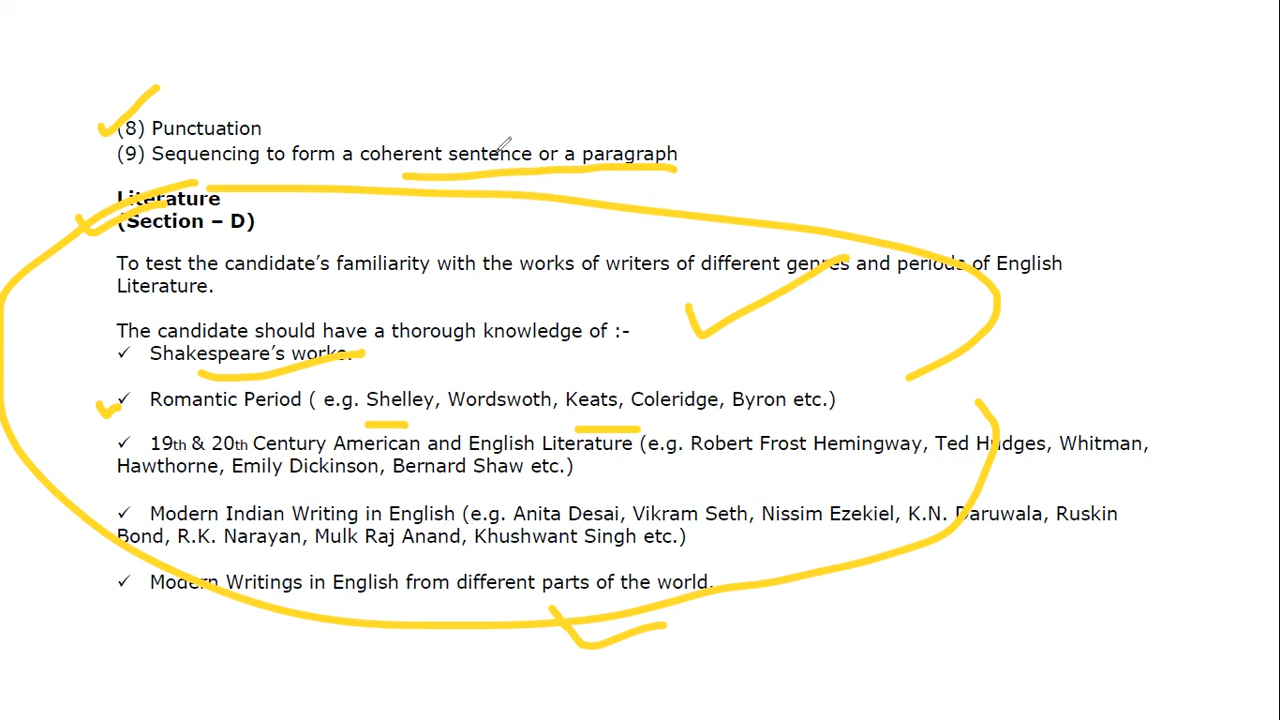 (8) Punctuation
(9) Sequencing to form a coherent sentence or a paragraph
Literature
(Section – D)
To test the candidate's familiarity with the works of writers of different genres and periods of English
Literature.
The candidate should have a thorough knowledge of :-
✓ Shakespeare's works.
✓ Romantic Period ( e.g. Shelley, Wordswoth, Keats, Coleridge, Byron etc.)
✓ 19th & 20th Century American and English Literature (e.g. Robert Frost Hemingway, Ted Hudges, Whitman,
Hawthorne, Emily Dickinson, Bernard Shaw etc.)
✓ Modern Indian Writing in English (e.g. Anita Desai, Vikram Seth, Nissim Ezekiel, K.N. Daruwala, Ruskin
Bond, R.K. Narayan, Mulk Raj Anand, Khushwant Singh etc.)
✓ Modern Writings in English from different parts of the world.